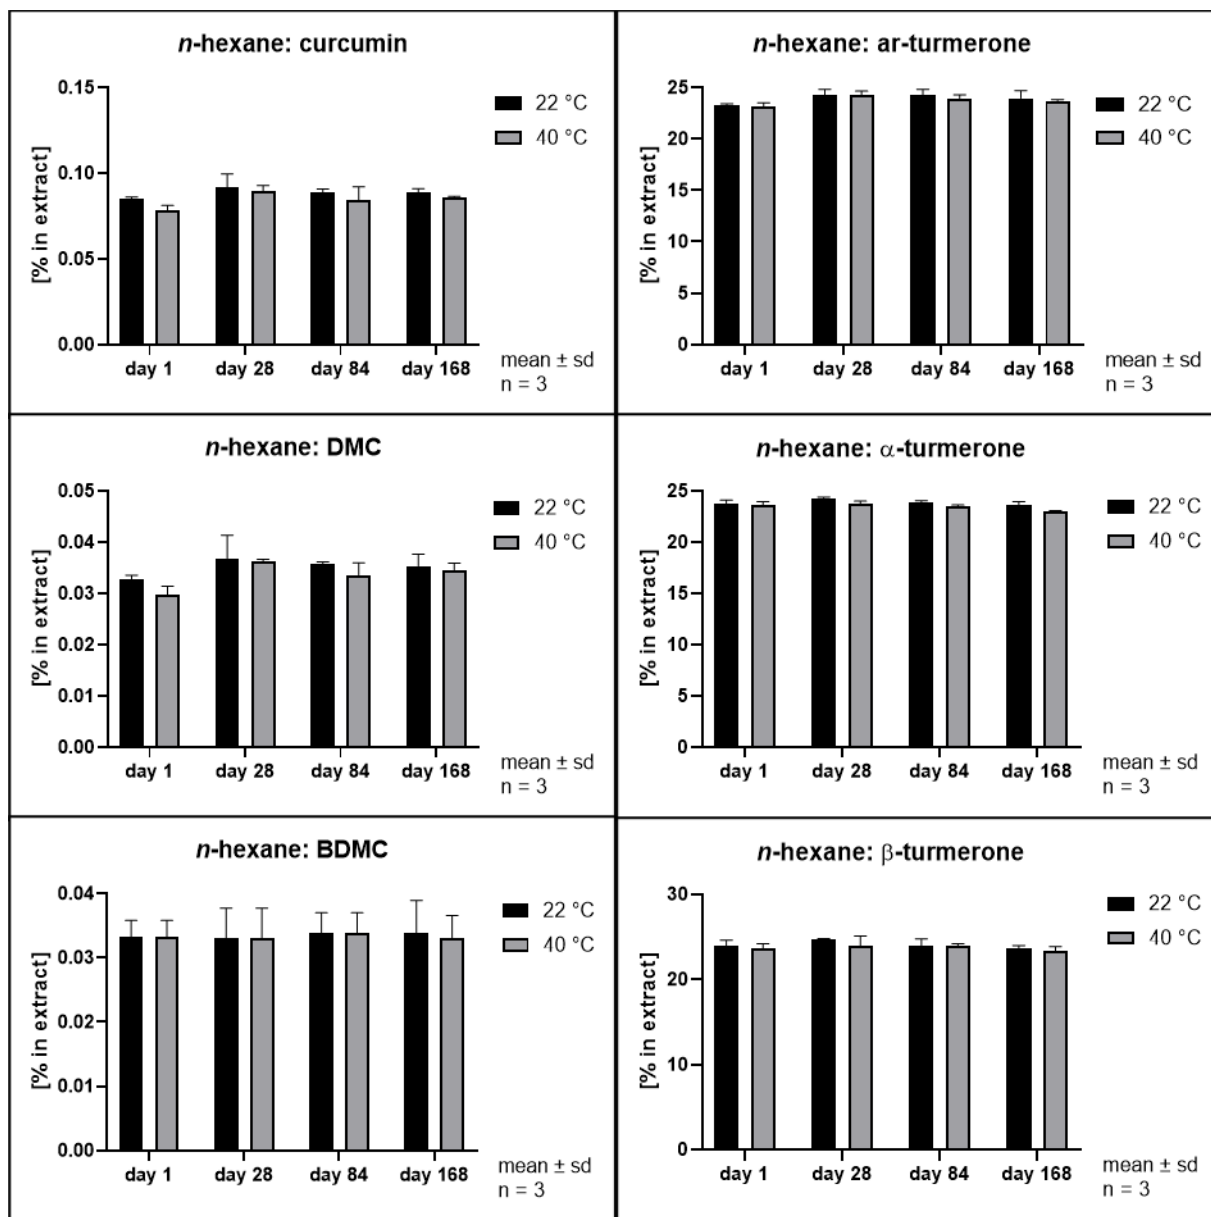 n-hexane: curcumin
[% in extract]
0.15
0.10
0.05
0.00
22 °C
40 °C
day 1 day 28 day 84 day 168
mean ± sd
n = 3
n-hexane: ar-turmerone
[% in extract]
25
20
15
10
5
0
22 °C
40 °C
day 1 day 28 day 84 day 168
mean ± sd
n = 3
n-hexane: DMC
[% in extract]
0.05
0.04
0.03
0.02
0.01
0.00
22 °C
40 °C
day 1 day 28 day 84 day 168
mean ± sd
n = 3
n-hexane: α-turmerone
[% in extract]
25
20
15
10
5
0
22 °C
40 °C
day 1 day 28 day 84 day 168
mean ± sd
n = 3
n-hexane: BDMC
[% in extract]
0.04
0.03
0.02
0.01
0.00
22 °C
40 °C
day 1 day 28 day 84 day 168
mean ± sd
n = 3
n-hexane: β-turmerone
[% in extract]
30
20
10
0
22 °C
40 °C
day 1 day 28 day 84 day 168
mean ± sd
n = 3